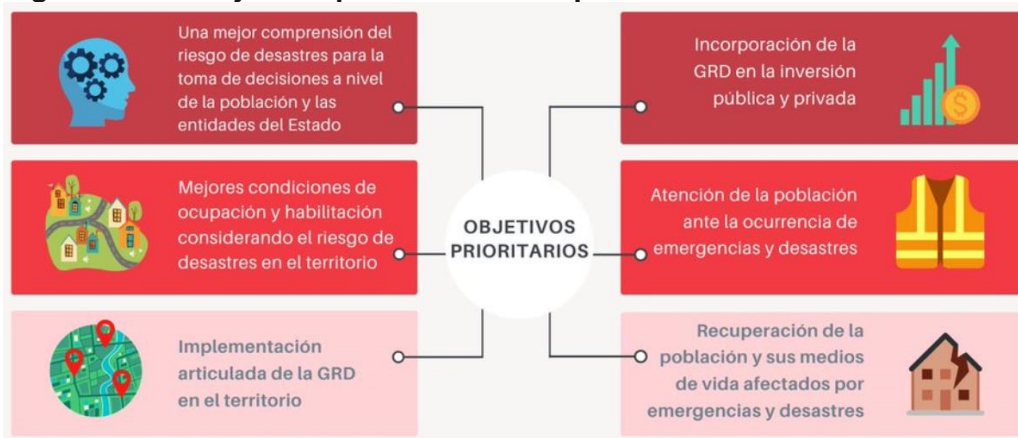 Una mejor comprensión del
riesgo de desastres para la
toma de decisiones a nivel
de la población y las
entidades del Estado
Mejores condiciones de
ocupación y habilitación
considerando el riesgo de
desastres en el territorio
Implementación
articulada de la GRD
en el territorio
OBJETIVOS
PRIORITARIOS
Incorporación de la
GRD en la inversión
pública y privada
Atención de la población
ante la ocurrencia de
emergencias y desastres
Recuperación de la
población y sus medios
de vida afectados por
emergencias y desastres
$